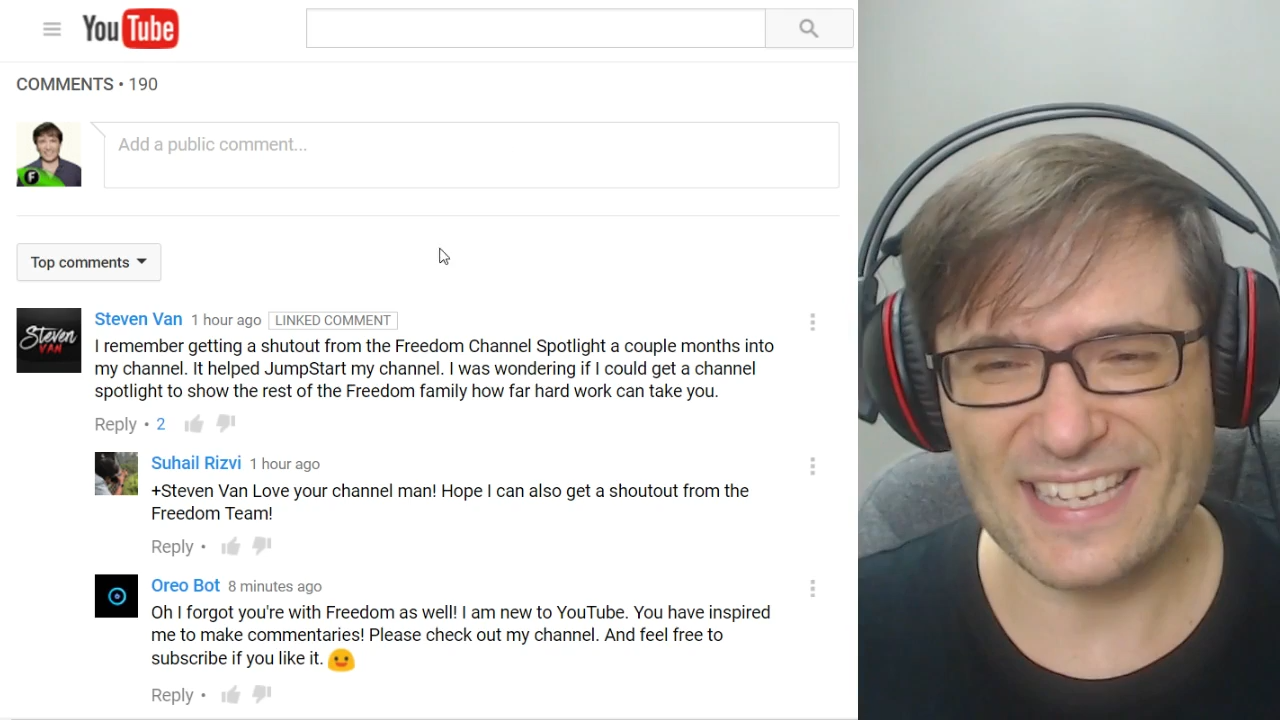 YouTube
COMMENTS • 190
Add a public comment...
F
Top comments
Steven VAN
Steven Van 1 hour ago LINKED COMMENT
I remember getting a shutout from the Freedom Channel Spotlight a couple months into
my channel. It helped JumpStart my channel. I was wondering if I could get a channel
spotlight to show the rest of the Freedom family how far hard work can take you.
Reply • 2
Suhail Rizvi 1 hour ago
+Steven Van Love your channel man! Hope I can also get a shoutout from the
Freedom Team!
Reply •
Oreo Bot 8 minutes ago
Oh I forgot you're with Freedom as well! I am new to YouTube. You have inspired
me to make commentaries! Please check out my channel. And feel free to
subscribe if you like it.
Reply •